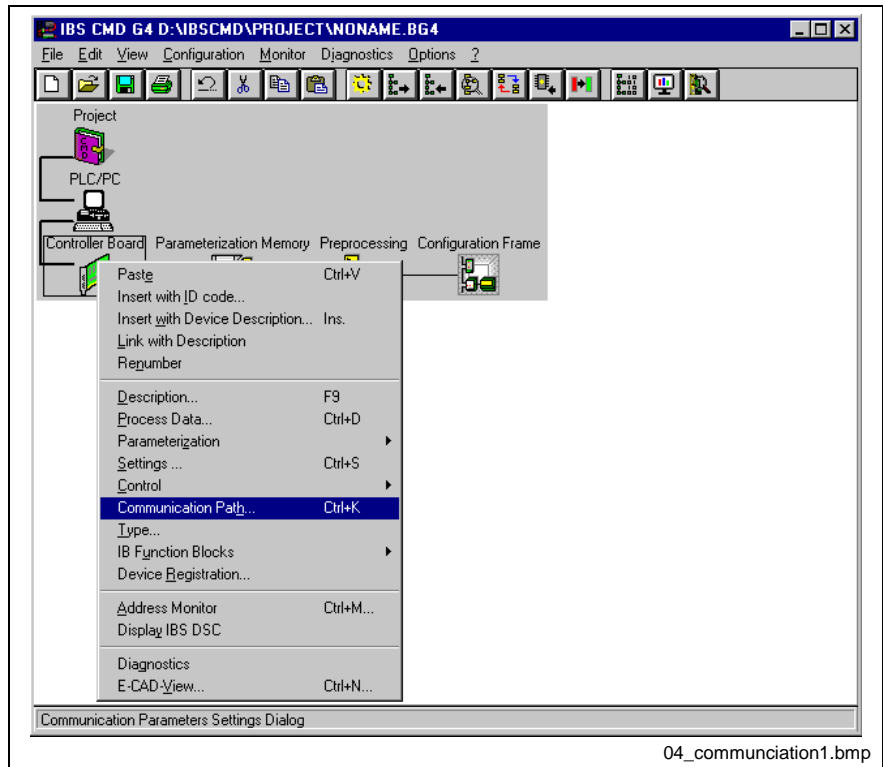 IBS CMD G4 D:\IBSCMD\PROJECT\NONAME.BG4
File Edit View Configuration Monitor Diagnostics Options ?
Project
PLC/PC
Controller Board Parameterization Memory Preprocessing Configuration Frame
Paste Ctrl+V
Insert with ID code...
Insert with Device Description... Ins.
Link with Description
Renumber
Description... F9
Process Data... Ctrl+D
Parameterization
Settings ... Ctrl+S
Control
Communication Path... Ctrl+K
Type...
IB Function Blocks
Device Registration...
Address Monitor Ctrl+M...
Display IBS DSC
Diagnostics
E-CAD-View... Ctrl+N...
Communication Parameters Settings Dialog
04_communciation1.bmp